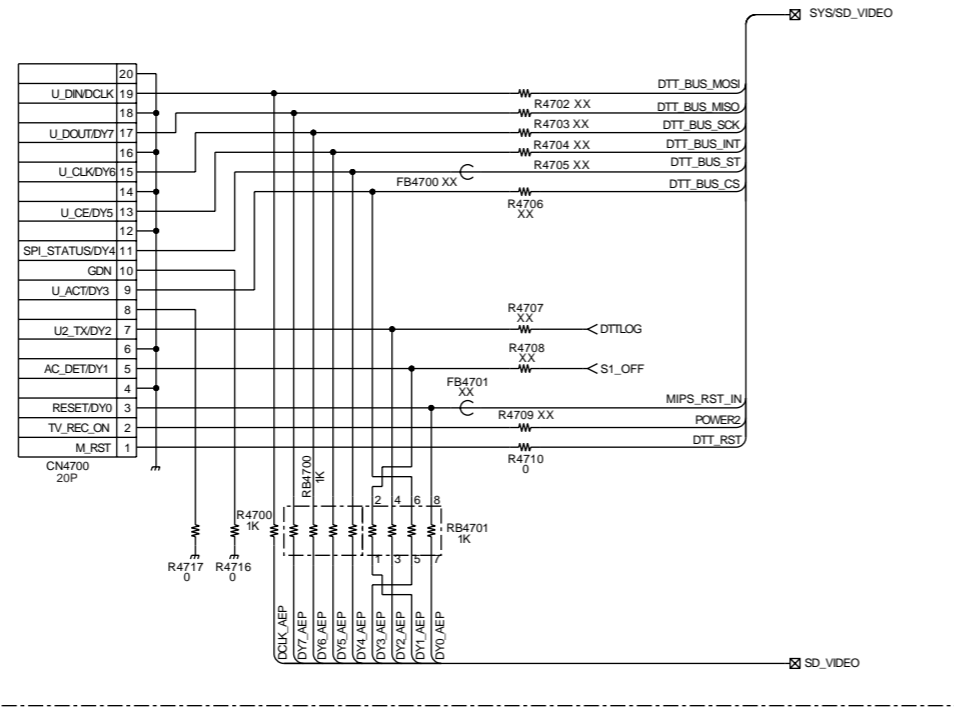 SYS/SD_VIDEO
20
U_DIN/DCLK 19
DTT_BUS_MOSI
R4702 XX
18
DTT_BUS_MISO
R4703 XX
U_DOUT/DY7 17
DTT_BUS_SCK
R4704 XX
16
DTT_BUS_INT
R4705 XX
U_CLK/DY6 15
FB4700 XX
DTT_BUS_ST
14
DTT_BUS_CS
R4706
XX
U_CE/DY5 13
12
SPI_STATUS/DY4 11
GDN 10
U_ACT/DY3 9
8
R4707
XX
U2_TX/DY2 7
DTTLOG
6
R4708
XX
AC_DET/DY1 5
S1_OFF
4
FB4701
XX
RESET/DY0 3
MIPS_RST_IN
R4709 XX
TV_REC_ON 2
POWER2
M_RST 1
DTT_RST
R4710
0
CN4700
20P
RB4700
1K
2 4 6 8
R4700
1K
RB4701
1K
1 3 5 7
R4717
0
R4716
0
DCLK_AEP
DY7_AEP
DY6_AEP
DY5_AEP
DY4_AEP
DY3_AEP
DY2_AEP
DY1_AEP
DY0_AEP
SD_VIDEO